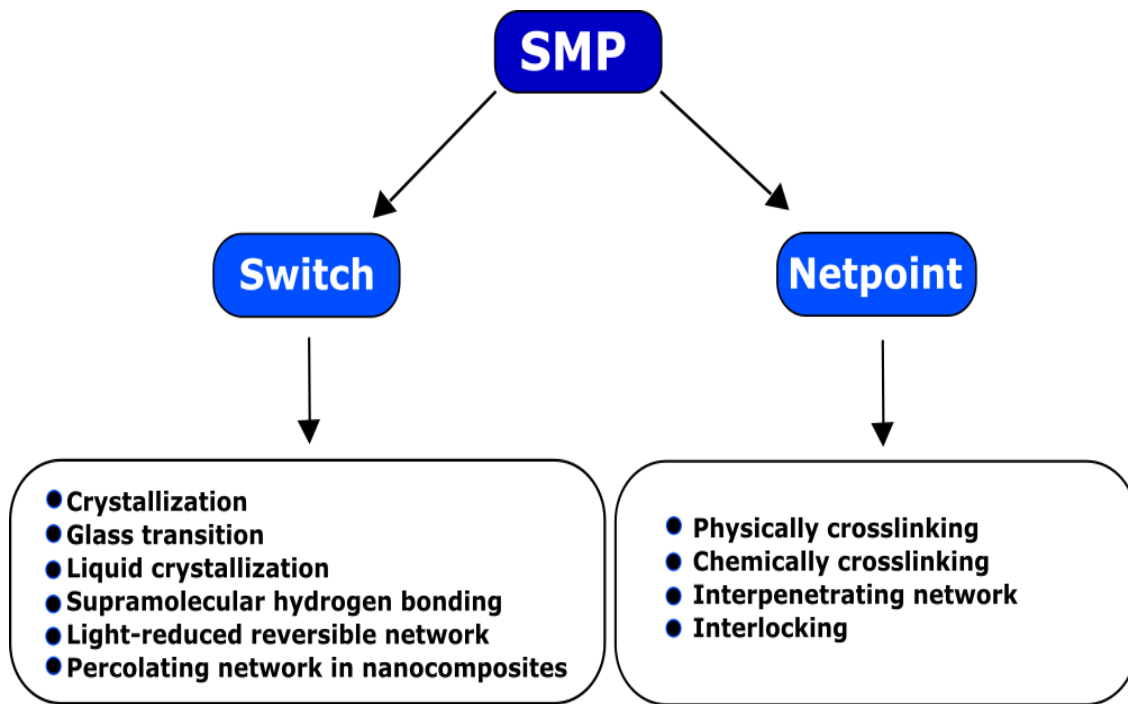 SMP
Switch
Netpoint
Crystallization
Glass transition
Liquid crystallization
Supramolecular hydrogen bonding
Light-reduced reversible network
Percolating network in nanocomposites
Physically crosslinking
Chemically crosslinking
Interpenetrating network
Interlocking